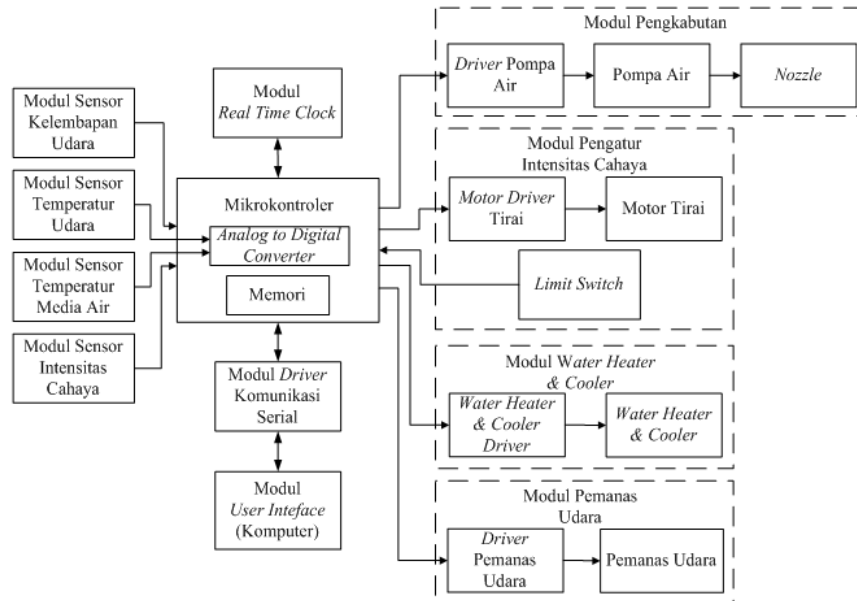 Modul Sensor
Kelembapan
Udara
Modul Sensor
Temperatur
Udara
Modul Sensor
Temperatur
Media Air
Modul Sensor
Intensitas
Cahaya
Modul
Real Time Clock
Mikrokontroler
Analog to Digital
Converter
Memori
Modul Driver
Komunikasi
Serial
Modul
User Inteface
(Komputer)
Modul Pengkabutan
Driver Pompa
Air
Pompa Air
Nozzle
Modul Pengatur
Intensitas Cahaya
Motor Driver
Tirai
Motor Tirai
Limit Switch
Modul Water Heater
& Cooler
Water Heater
& Cooler
Driver
Water Heater
& Cooler
Modul Pemanas
Udara
Driver
Pemanas
Udara
Pemanas Udara